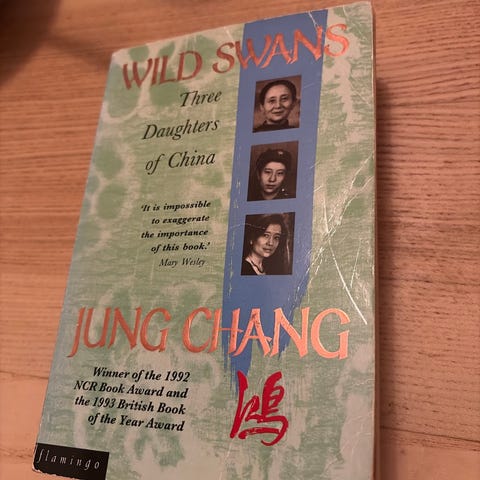 WILD SWANS
Three
Daughters
of China
'It is impossible
to exaggerate
the importance
of this book.'
Mary Wesley
JUNG CHANG
Winner of the 1992
NCR Book Award and
the 1993 British Book
of the Year Award
鴻
flamingo